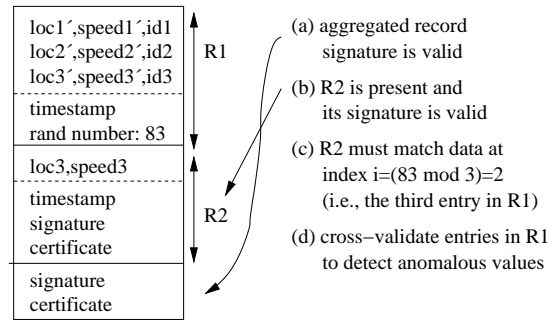 loc1´,speed1´,id1
loc2´,speed2´,id2
loc3´,speed3´,id3
timestamp
rand number: 83
R1
loc3,speed3
timestamp
signature
certificate
R2
signature
certificate
(a) aggregated record
signature is valid
(b) R2 is present and
its signature is valid
(c) R2 must match data at
index i=(83 mod 3)=2
(i.e., the third entry in R1)
(d) cross−validate entries in R1
to detect anomalous values